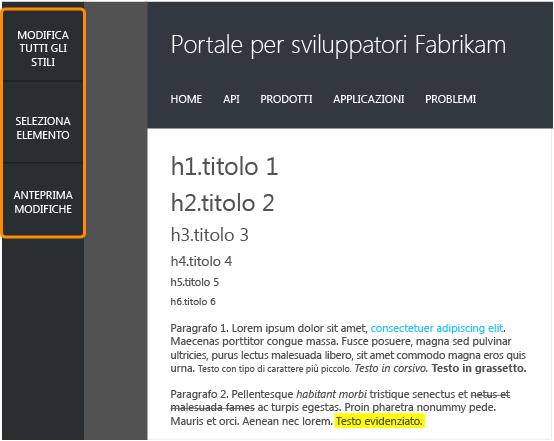 MODIFICA
TUTTI GLI
STILI
SELEZIONA
ELEMENTO
ANTEPRIMA
MODIFICHE
Portale per sviluppatori Fabrikam
HOME API PRODOTTI APPLICAZIONI PROBLEMI
h1.titolo 1
h2.titolo 2
h3.titolo 3
h4.titolo 4
h5.titolo 5
h6.titolo 6
Paragrafo 1. Lorem ipsum dolor sit amet, consectetuer adipiscing elit.
Maecenas porttitor congue massa. Fusce posuere, magna sed pulvinar
ultricies, purus lectus malesuada libero, sit amet commodo magna eros quis
urna. Testo con tipo di carattere più piccolo. Testo in corsivo. Testo in grassetto.
Paragrafo 2. Pellentesque habitant morbi tristique senectus et netus et
malesuada fames ac turpis egestas. Proin pharetra nonummy pede.
Mauris et orci. Aenean nec lorem. Testo evidenziato.